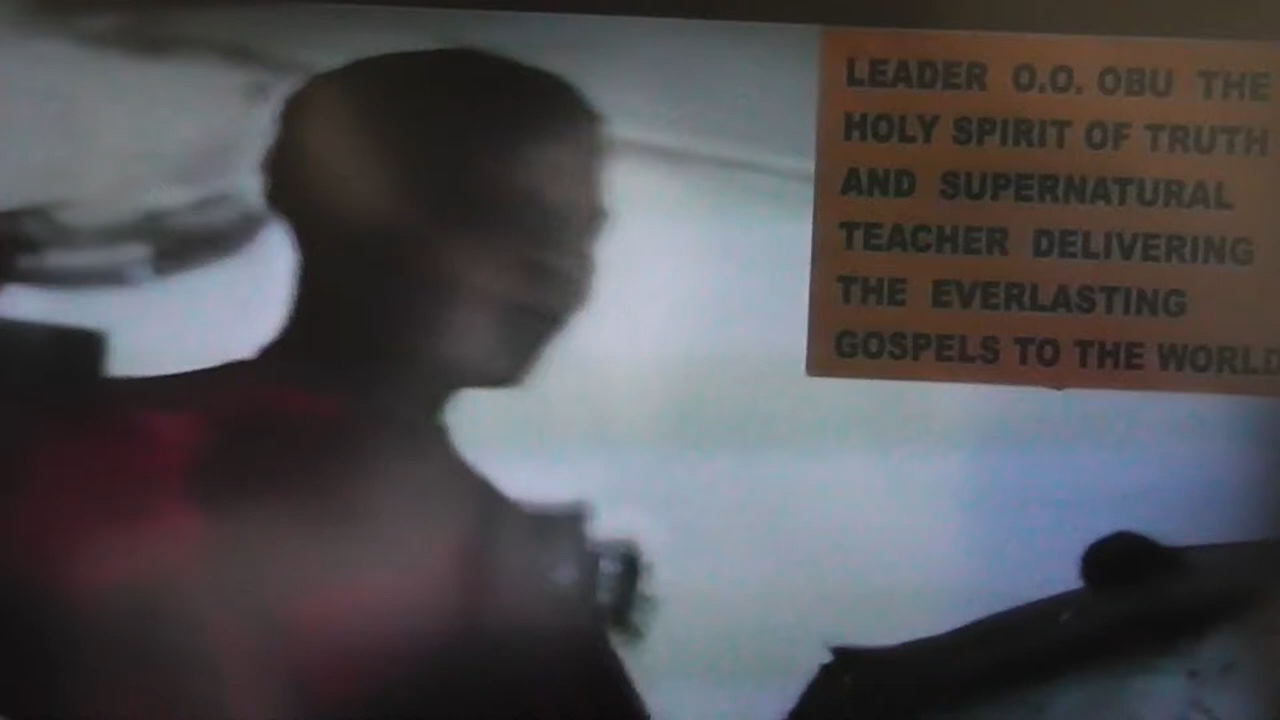 LEADER O.O. OBU THE
HOLY SPIRIT OF TRUTH
AND SUPERNATURAL
TEACHER DELIVERING
THE EVERLASTING
GOSPELS TO THE WORLD